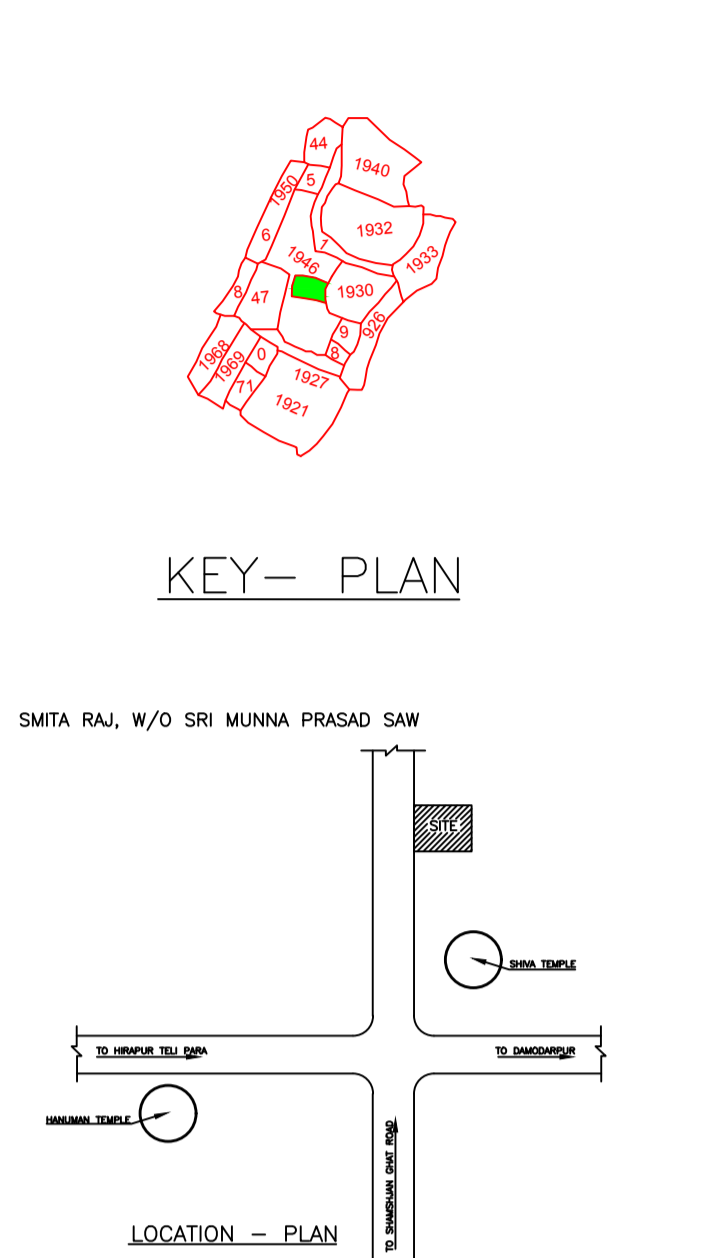 44
1940
5
1950
1932
6
1
1933
1946
8
47
1930
926
9
8
1968
0
1969
1927
71
1921
KEY- PLAN
SMITA RAJ, W/O SRI MUNNA PRASAD SAW
SITE
SHIVA TEMPLE
TO HIRAPUR TELI PARA
TO DAMODARPUR
HANUMAN TEMPLE
TO SHAMSHJAN GHAT ROAD
LOCATION - PLAN